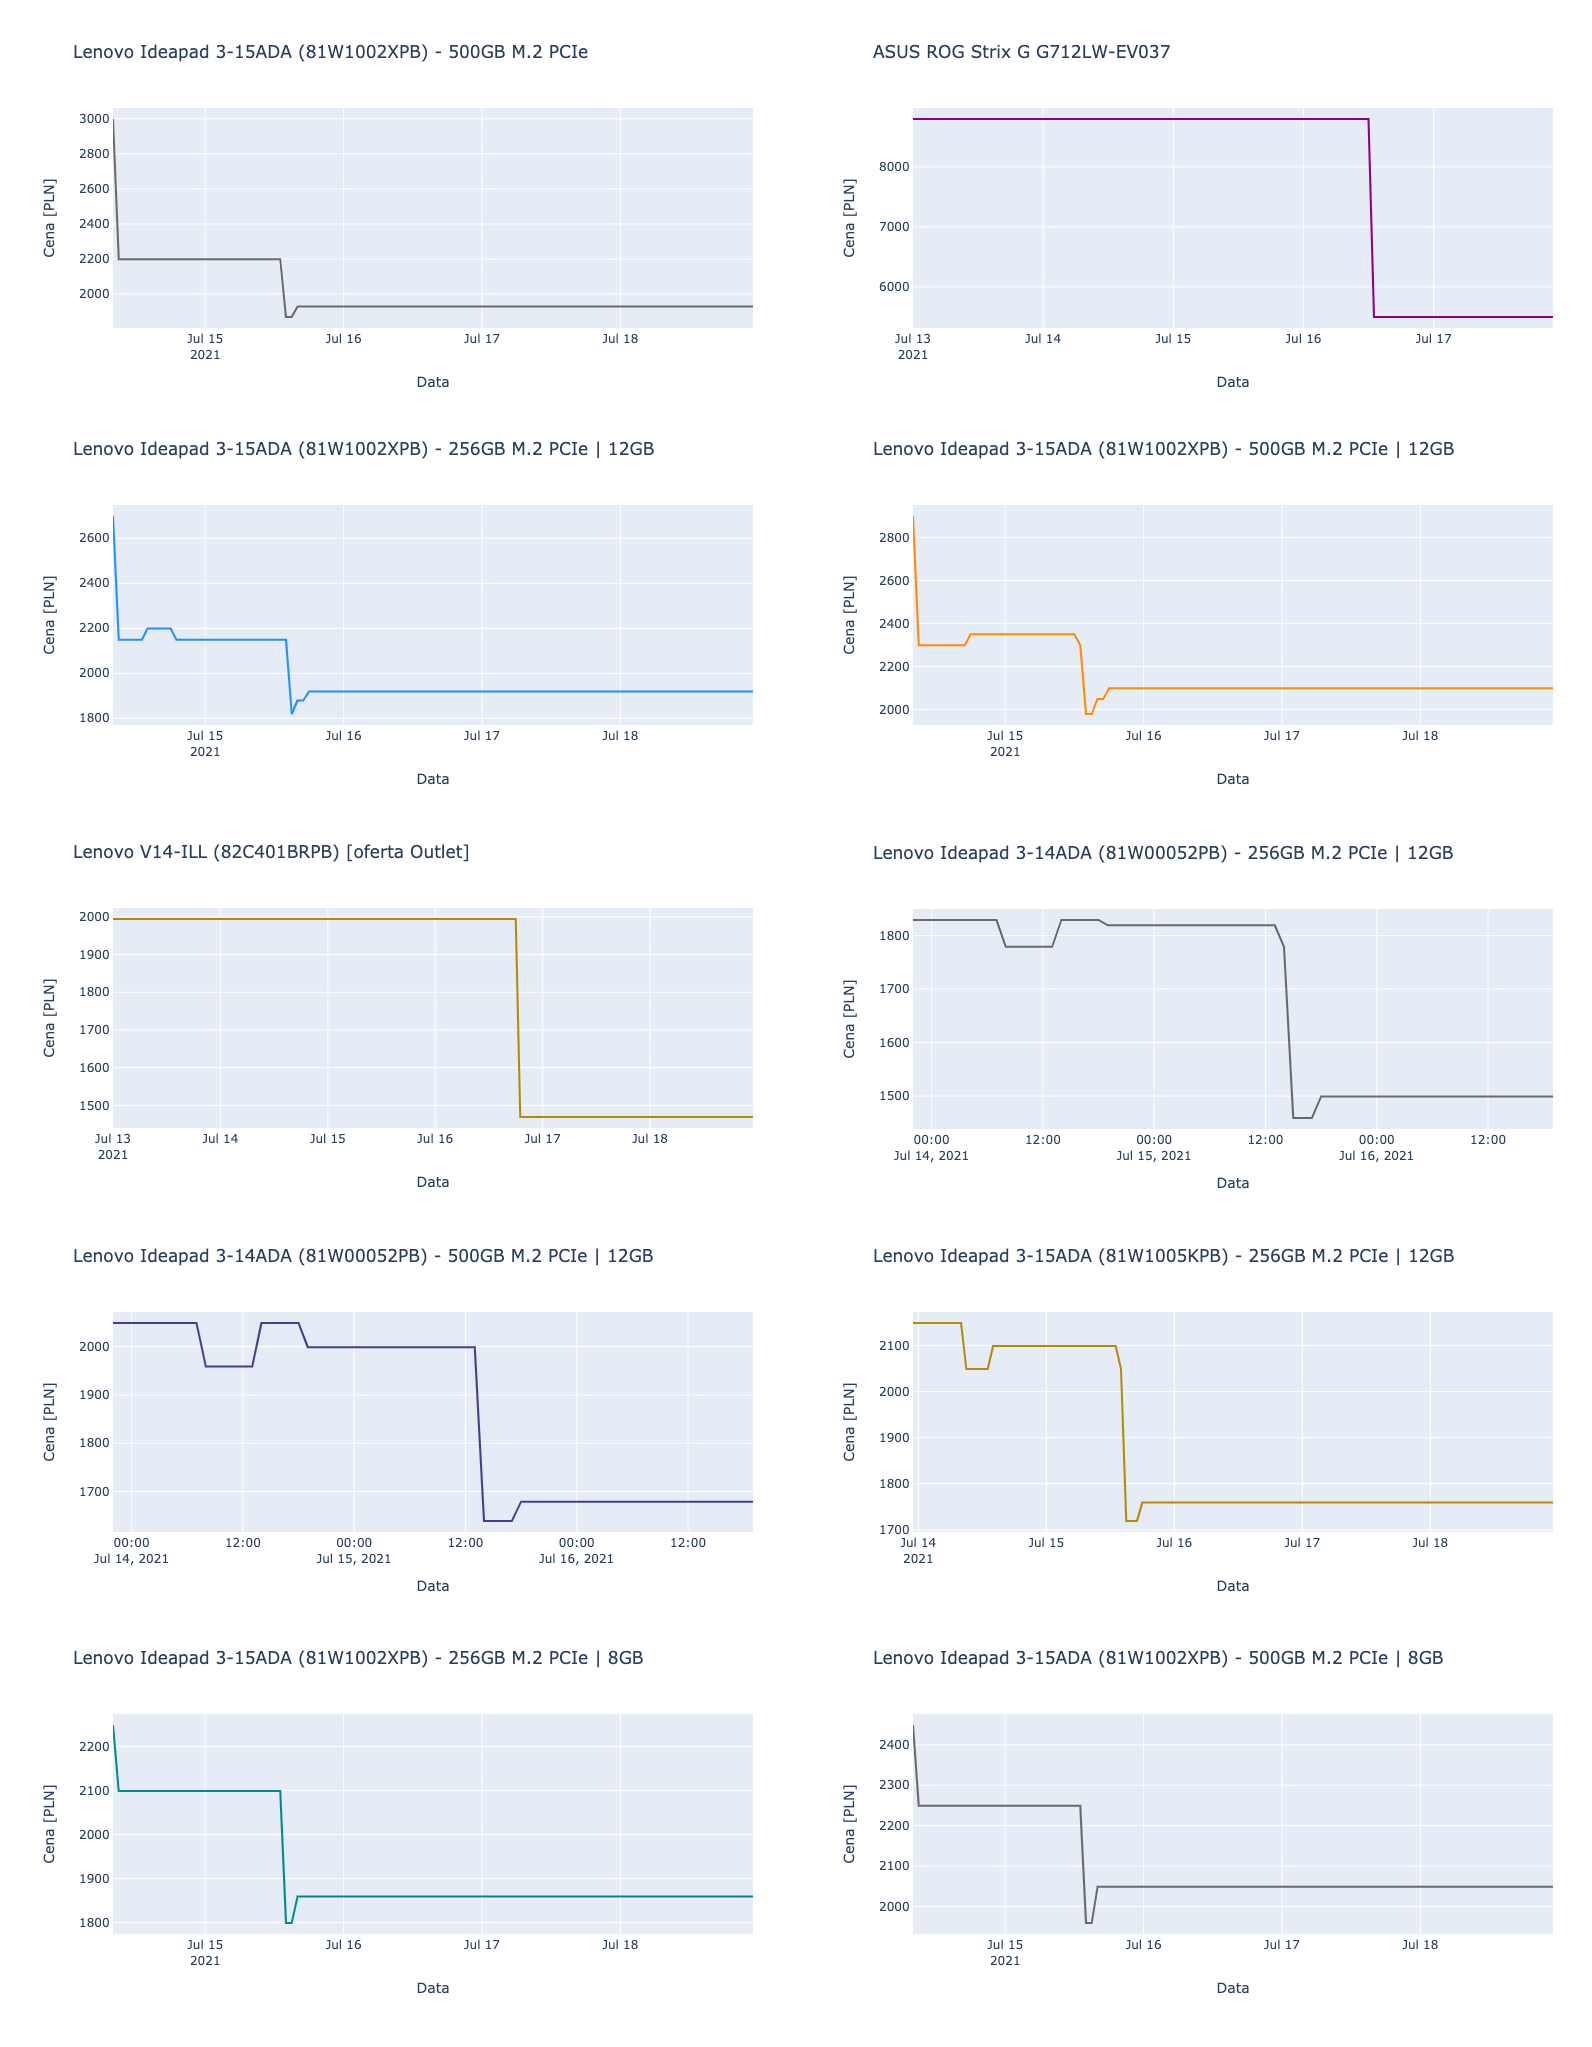 Lenovo Ideapad 3-15ADA (81W1002XPB) - 500GB M.2 PCIe
3000
2800
2600
2400
2200
2000
Cena [PLN]
Jul 15 Jul 16 Jul 17 Jul 18
2021
Data
ASUS ROG Strix G G712LW-EV037
8000
7000
6000
Cena [PLN]
Jul 13 Jul 14 Jul 15 Jul 16 Jul 17
2021
Data
Lenovo Ideapad 3-15ADA (81W1002XPB) - 256GB M.2 PCIe | 12GB
2600
2400
2200
2000
1800
Cena [PLN]
Jul 15 Jul 16 Jul 17 Jul 18
2021
Data
Lenovo Ideapad 3-15ADA (81W1002XPB) - 500GB M.2 PCIe | 12GB
2800
2600
2400
2200
2000
Cena [PLN]
Jul 15 Jul 16 Jul 17 Jul 18
2021
Data
Lenovo V14-ILL (82C401BRPB) [oferta Outlet]
2000
1900
1800
1700
1600
1500
Cena [PLN]
Jul 13 Jul 14 Jul 15 Jul 16 Jul 17 Jul 18
2021
Data
Lenovo Ideapad 3-14ADA (81W00052PB) - 256GB M.2 PCIe | 12GB
1800
1700
1600
1500
Cena [PLN]
00:00 12:00 00:00 12:00 00:00 12:00
Jul 14, 2021 Jul 15, 2021 Jul 16, 2021
Data
Lenovo Ideapad 3-14ADA (81W00052PB) - 500GB M.2 PCIe | 12GB
2000
1900
1800
1700
Cena [PLN]
00:00 12:00 00:00 12:00 00:00 12:00
Jul 14, 2021 Jul 15, 2021 Jul 16, 2021
Data
Lenovo Ideapad 3-15ADA (81W1005KPB) - 256GB M.2 PCIe | 12GB
2100
2000
1900
1800
1700
Cena [PLN]
Jul 14 Jul 15 Jul 16 Jul 17 Jul 18
2021
Data
Lenovo Ideapad 3-15ADA (81W1002XPB) - 256GB M.2 PCIe | 8GB
2200
2100
2000
1900
1800
Cena [PLN]
Jul 15 Jul 16 Jul 17 Jul 18
2021
Data
Lenovo Ideapad 3-15ADA (81W1002XPB) - 500GB M.2 PCIe | 8GB
2400
2300
2200
2100
2000
Cena [PLN]
Jul 15 Jul 16 Jul 17 Jul 18
2021
Data